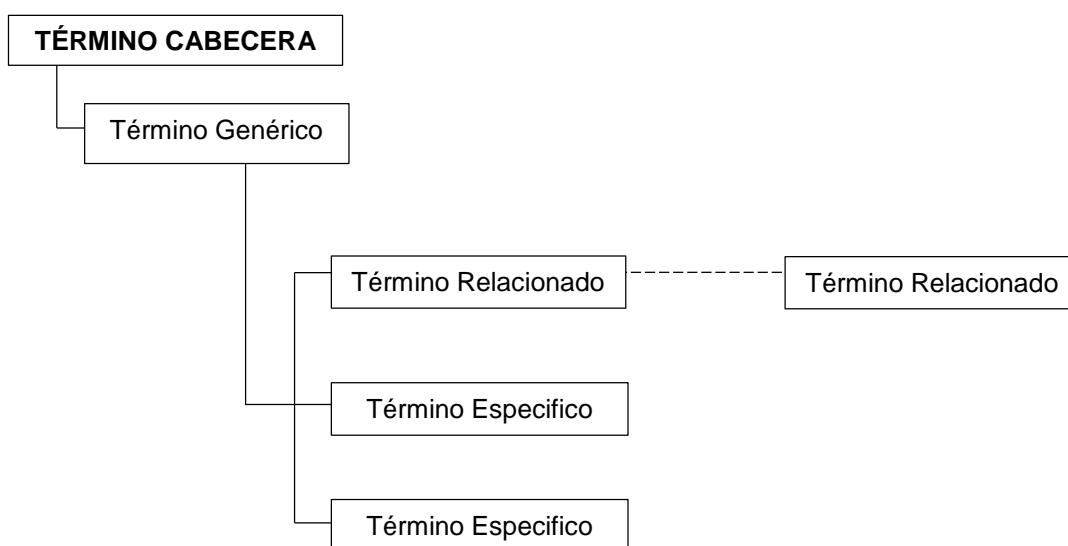 TÉRMINO CABECERA
Término Genérico
Término Relacionado
Término Relacionado
Término Especifico
Término Especifico